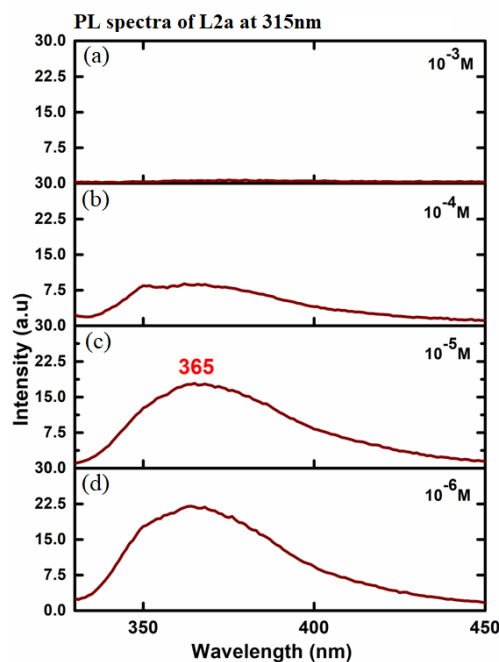 PL spectra of L2a at 315nm
30.0
(a)
10⁻³M
22.5
15.0
7.5
30.0
(b)
10⁻⁴M
22.5
15.0
7.5
30.0
(c)
10⁻⁵M
22.5
365
15.0
7.5
30.0
(d)
10⁻⁶M
22.5
15.0
7.5
0.0
350
400
450
Wavelength (nm)
Intensity (a.u)